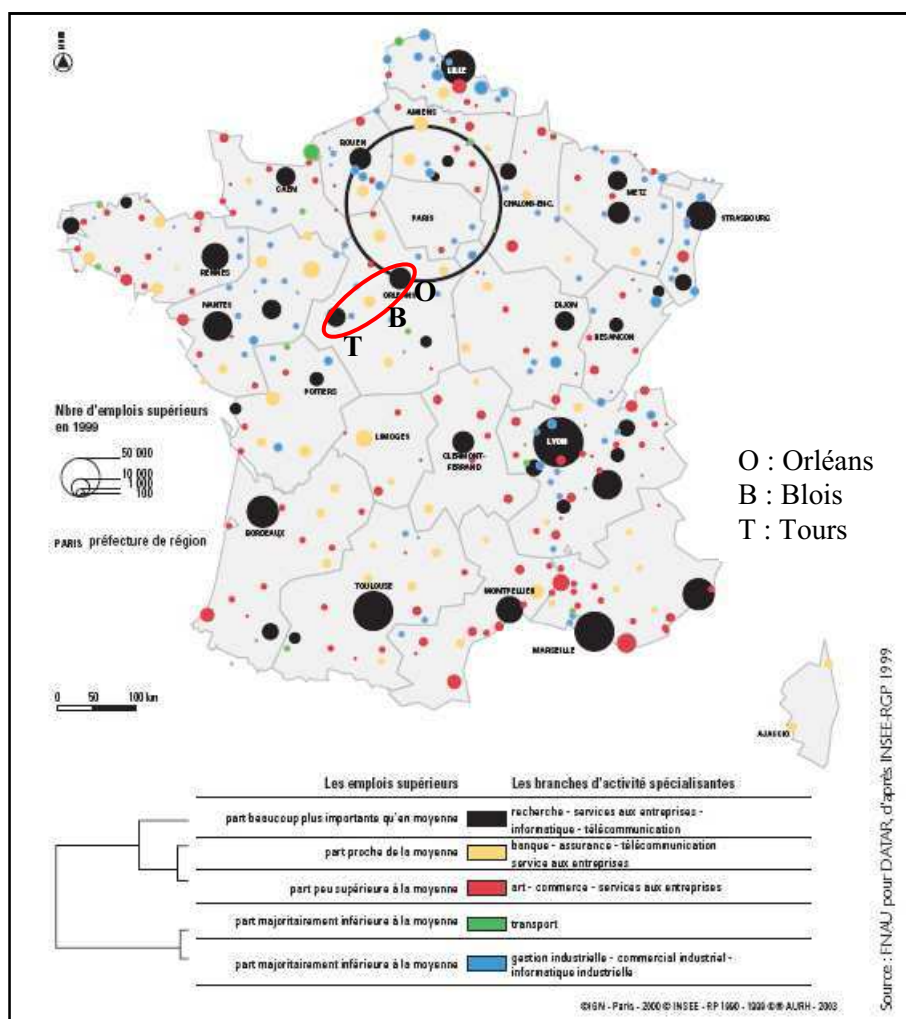 LILLE
AMIENS
ROUEN
CAEN
PARIS
CHALONS-ENC.
METZ
STRASBOURG
RENNES
ORLEANS
O
NANTES
B
T
DIJON
BESANCON
POITIERS
Nbre d'emplois supérieurs
en 1999
50 000
10 000
1 000
100
LIMOGES
LYON
CLERMONT-
FERRAND
O : Orléans
B : Blois
T : Tours
BORDEAUX
PARIS préfecture de région
TOULOUSE
MONTPELLIER
MARSEILLE
0 50 100 km
AJACCIO
Source : FNAU pour DATAR, d'après INSEE-RGP 1999
Les emplois supérieurs Les branches d'activité spécialisantes
part beaucoup plus importante qu'en moyenne recherche - services aux entreprises -
informatique - télécommunication
part proche de la moyenne banque - assurance - télécommunication
service aux entreprises
part peu supérieure à la moyenne art - commerce - services aux entreprises
part majoritairement inférieure à la moyenne transport
part majoritairement inférieure à la moyenne gestion industrielle - commercial industriel -
informatique industrielle
©IGN - Paris - 2000 © INSEE - RP 1990 - 1999 ©® AURH - 2003